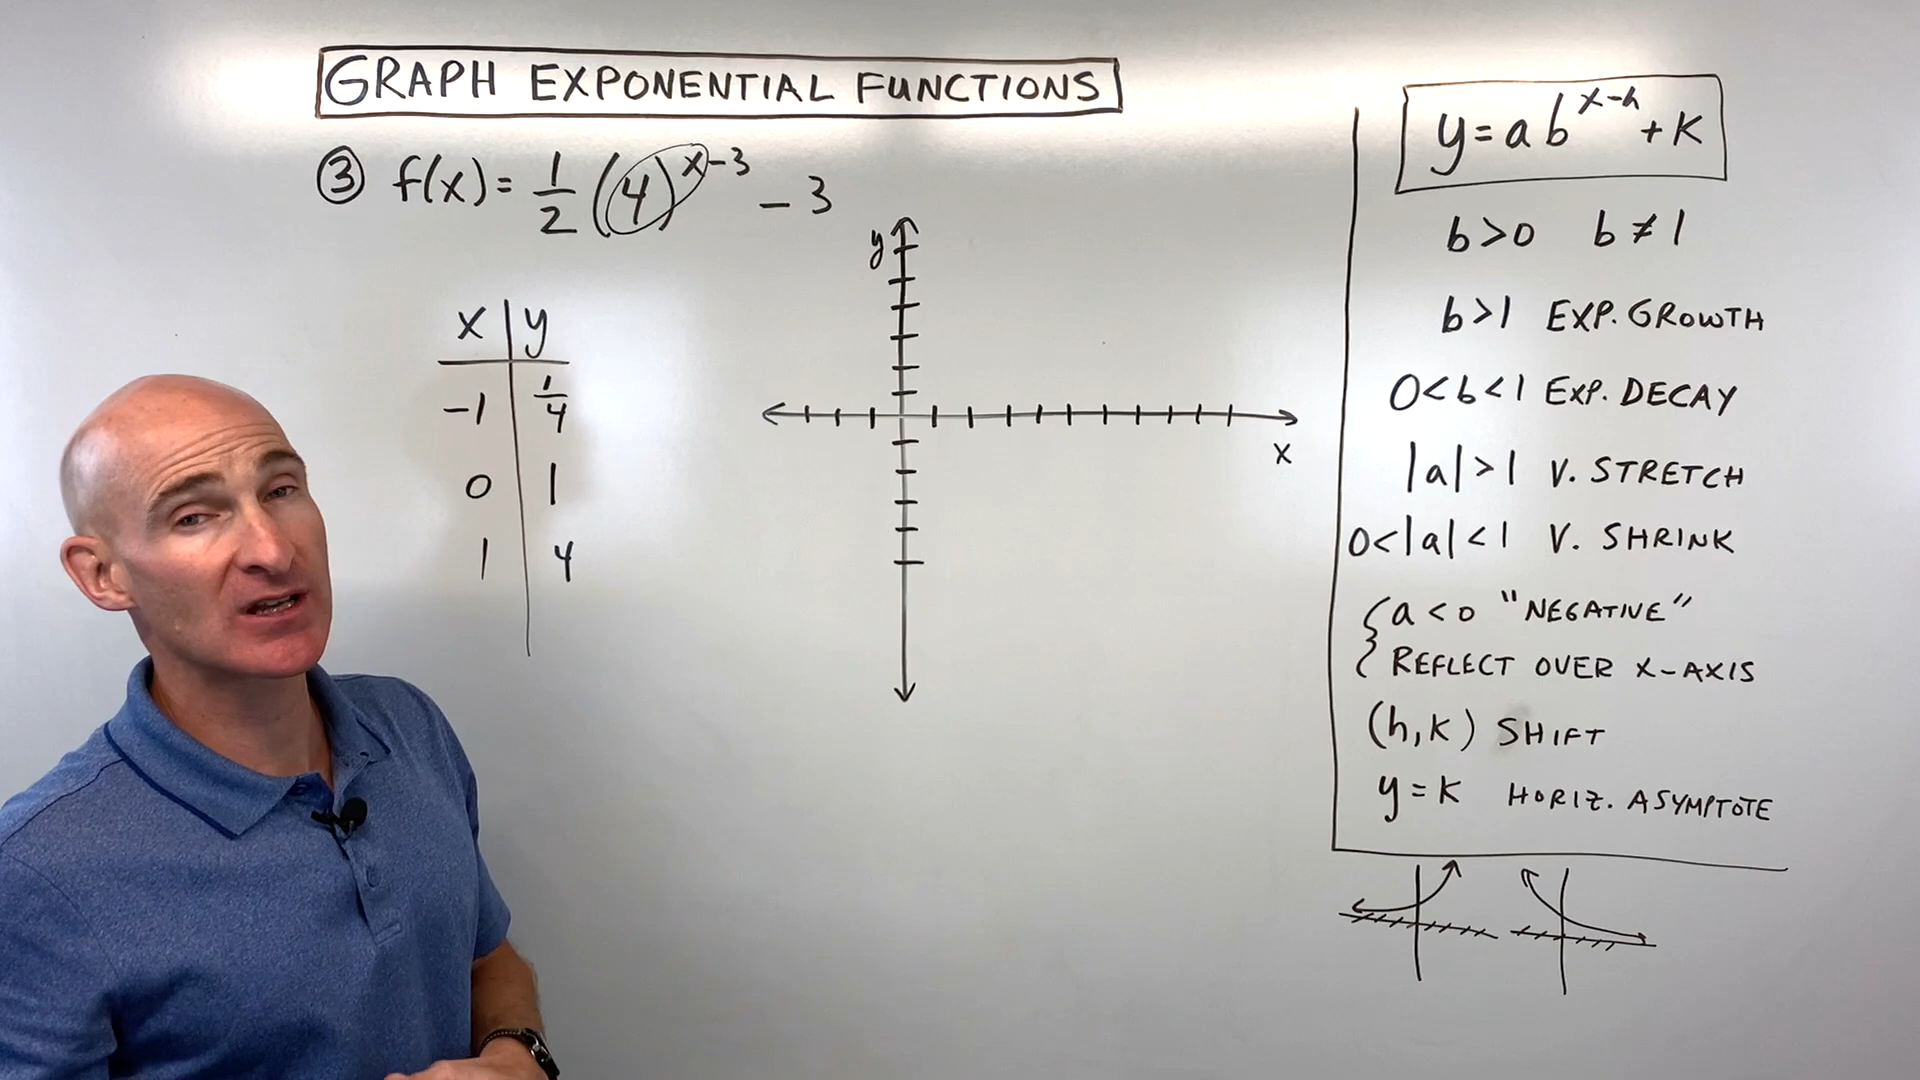 GRAPH EXPONENTIAL FUNCTIONS
③ f(x) = 1/2 (4)^(x-3) - 3
x | y
-1 | 1/4
0 | 1
1 | 4
y
x
y = ab^(x-h) + K
b > 0 b ≠ 1
b > 1 EXP. GROWTH
0 < b < 1 EXP. DECAY
|a| > 1 V. STRETCH
0 < |a| < 1 V. SHRINK
{ a < 0 "NEGATIVE"
REFLECT OVER X-AXIS
(h, K) SHIFT
y = K HORIZ. ASYMPTOTE